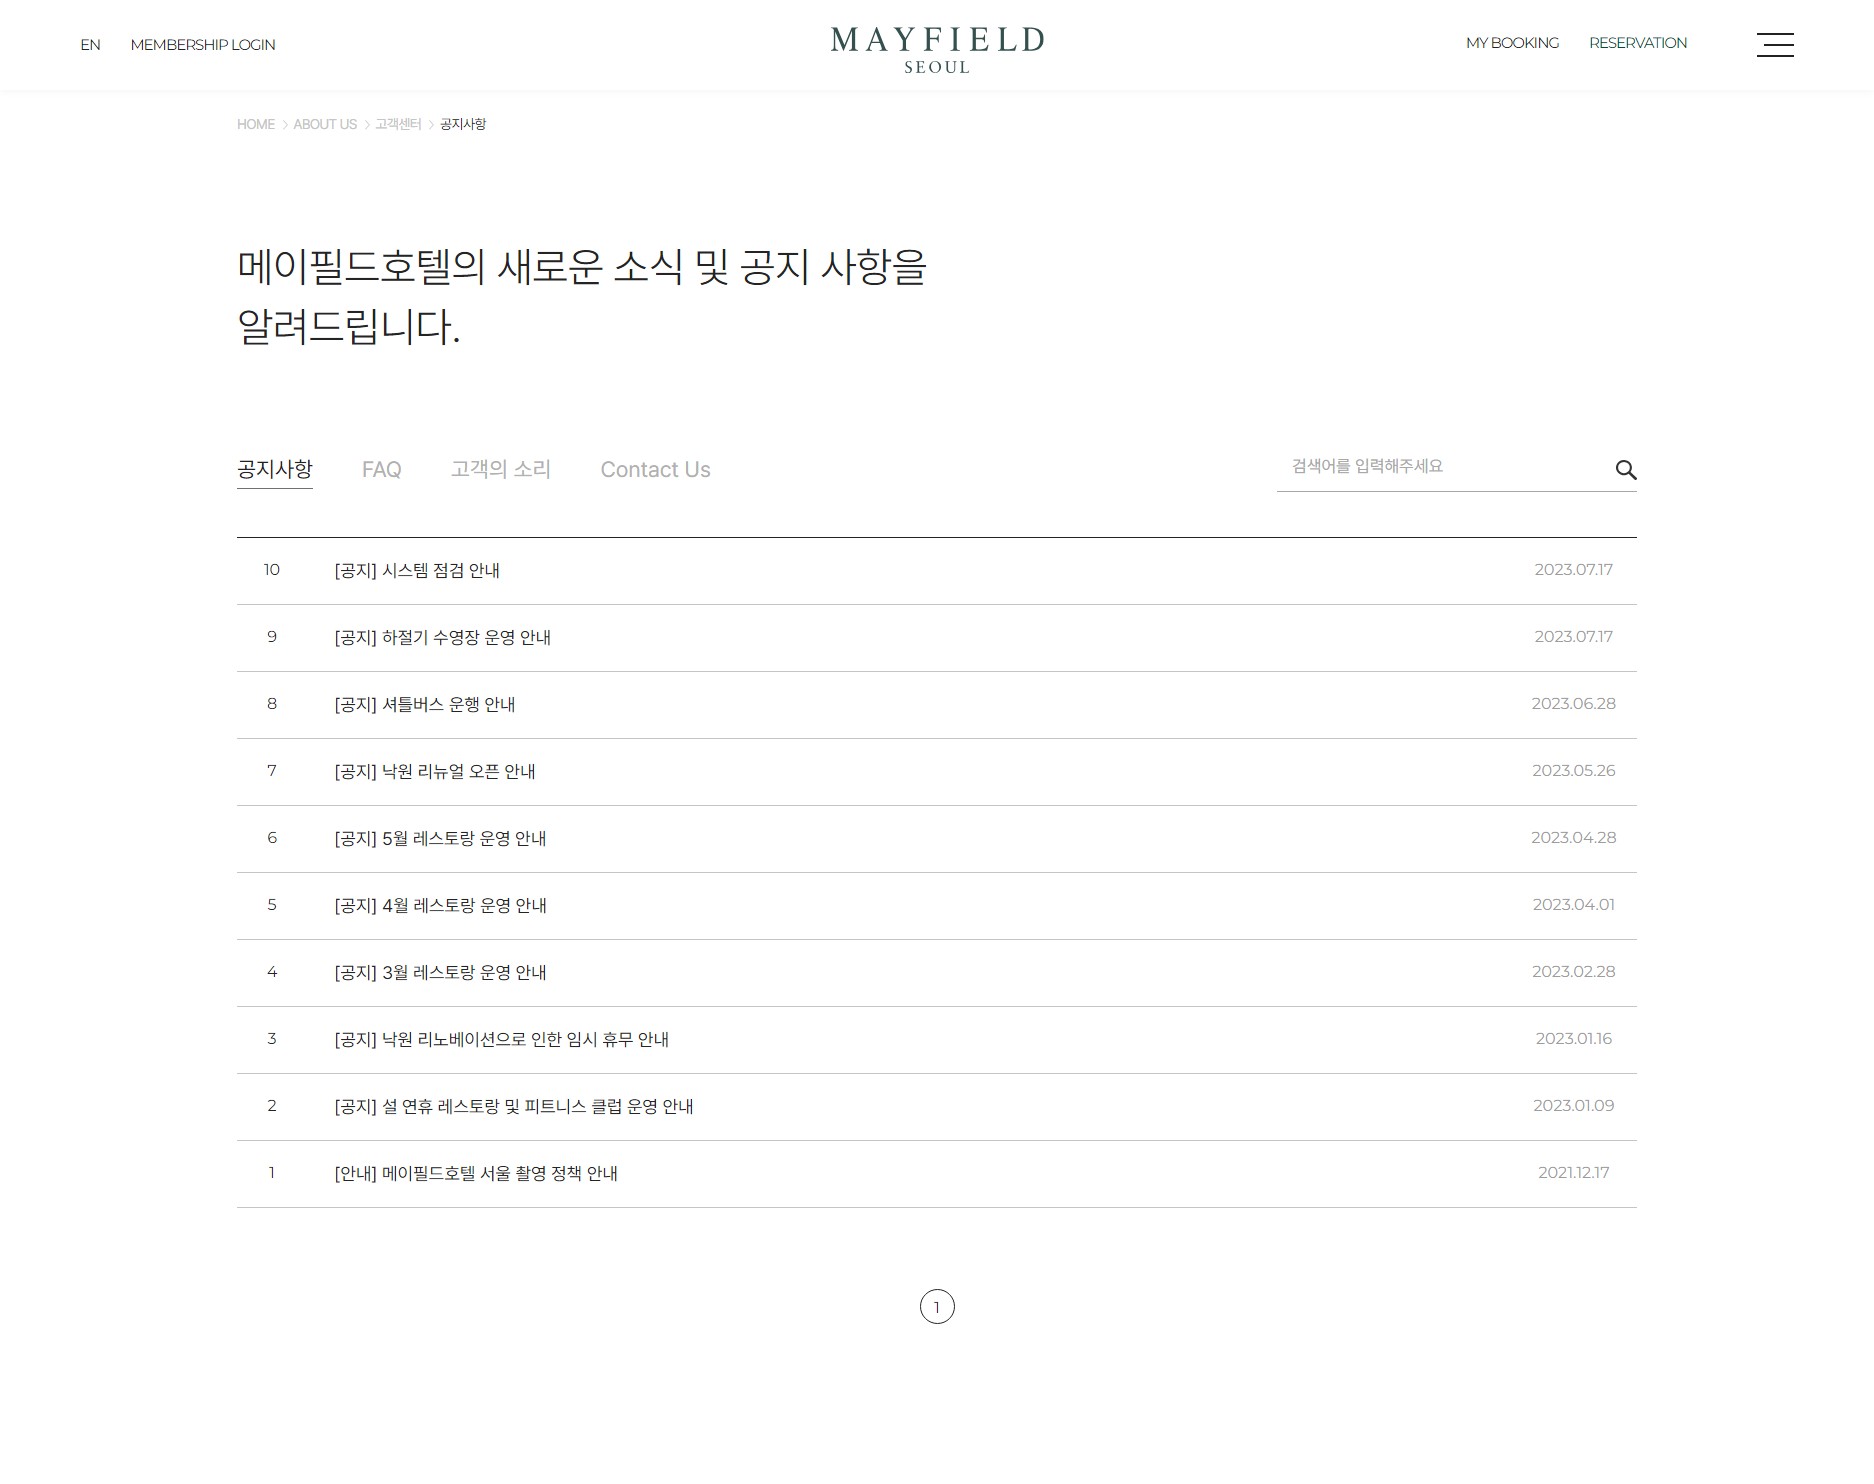 EN MEMBERSHIP LOGIN MAYFIELD MY BOOKING RESERVATION
SEOUL
HOME > ABOUT US > 고객센터 > 공지사항
메이필드호텔의 새로운 소식 및 공지 사항을
알려드립니다.
공지사항 FAQ 고객의 소리 Contact Us 검색어를 입력해주세요
10 [공지] 시스템 점검 안내 2023.07.17
9 [공지] 하절기 수영장 운영 안내 2023.07.17
8 [공지] 셔틀버스 운행 안내 2023.06.28
7 [공지] 낙원 리뉴얼 오픈 안내 2023.05.26
6 [공지] 5월 레스토랑 운영 안내 2023.04.28
5 [공지] 4월 레스토랑 운영 안내 2023.04.01
4 [공지] 3월 레스토랑 운영 안내 2023.02.28
3 [공지] 낙원 리노베이션으로 인한 임시 휴무 안내 2023.01.16
2 [공지] 설 연휴 레스토랑 및 피트니스 클럽 운영 안내 2023.01.09
1 [안내] 메이필드호텔 서울 촬영 정책 안내 2021.12.17
1